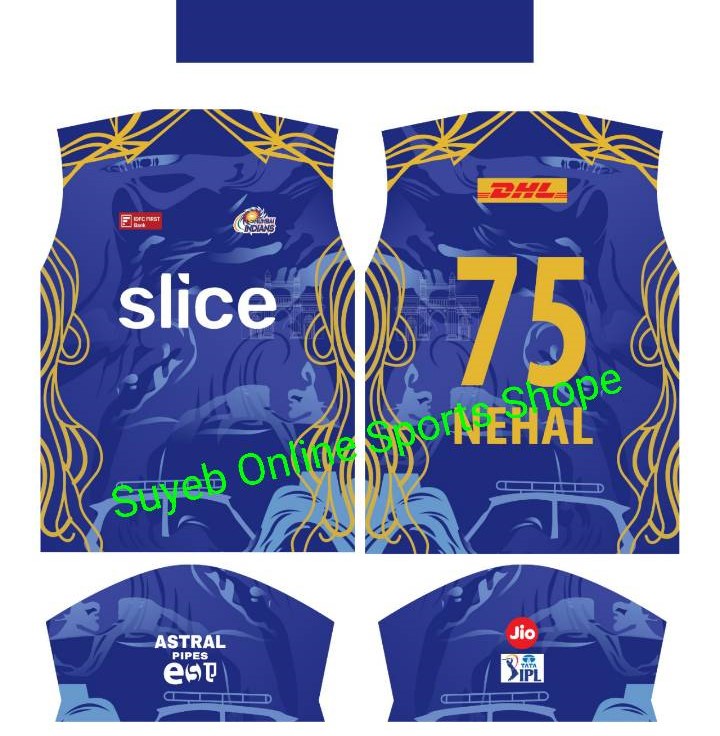 IDFC FIRST
Bank
MUMBAI
INDIANS
slice
DHL
75
NEHAL
Suyeb Online Sports Shope
ASTRAL
PIPES
Jio
TATA
IPL